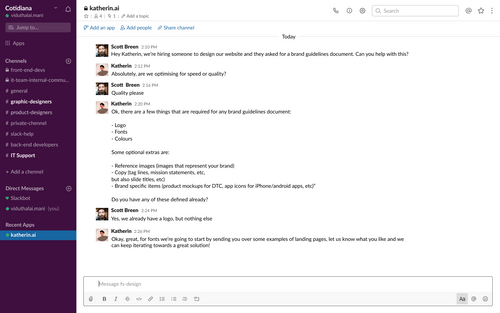 Cotidiana
viduthalai.mani
Jump to...
Apps
Channels
front-end-devs
it-team-internal-commu...
# general
# graphic-designers
# product-designers
# private-channel
# slack-help
# back-end developers
# IT Support
+ Add a channel
Direct Messages
Slackbot
viduthalai.mani (you)
Recent Apps
katherin.ai
katherin.ai
4 | 1 | Add a topic
Search
Add an app
Add people
Share channel
Today
Scott Breen 2:10 PM
Hey Katherin, we're hiring someone to design our website and they asked for a brand guidelines document. Can you help with this?
Katherin 2:12 PM
Absolutely, are we optimising for speed or quality?
Scott Breen 2:16 PM
Quality please
Katherin 2:20 PM
Ok, there are a few things that are required for any brand guidelines document:
- Logo
- Fonts
- Colours
Some optional extras are:
- Reference images (images that represent your brand)
- Copy (tag lines, mission statements, etc,
but also slide titles, etc)
- Brand specific items (product mockups for DTC, app icons for iPhone/android apps, etc)"
Do you have any of these defined already?
Scott Breen 2:24 PM
Yes, we already have a logo, but nothing else
Katherin 2:26 PM
Okay, great, for fonts we're going to start by sending you over some examples of landing pages, let us know what you like and we
can keep iterating towards a great solution!
Message fs-design
B I S Aa @